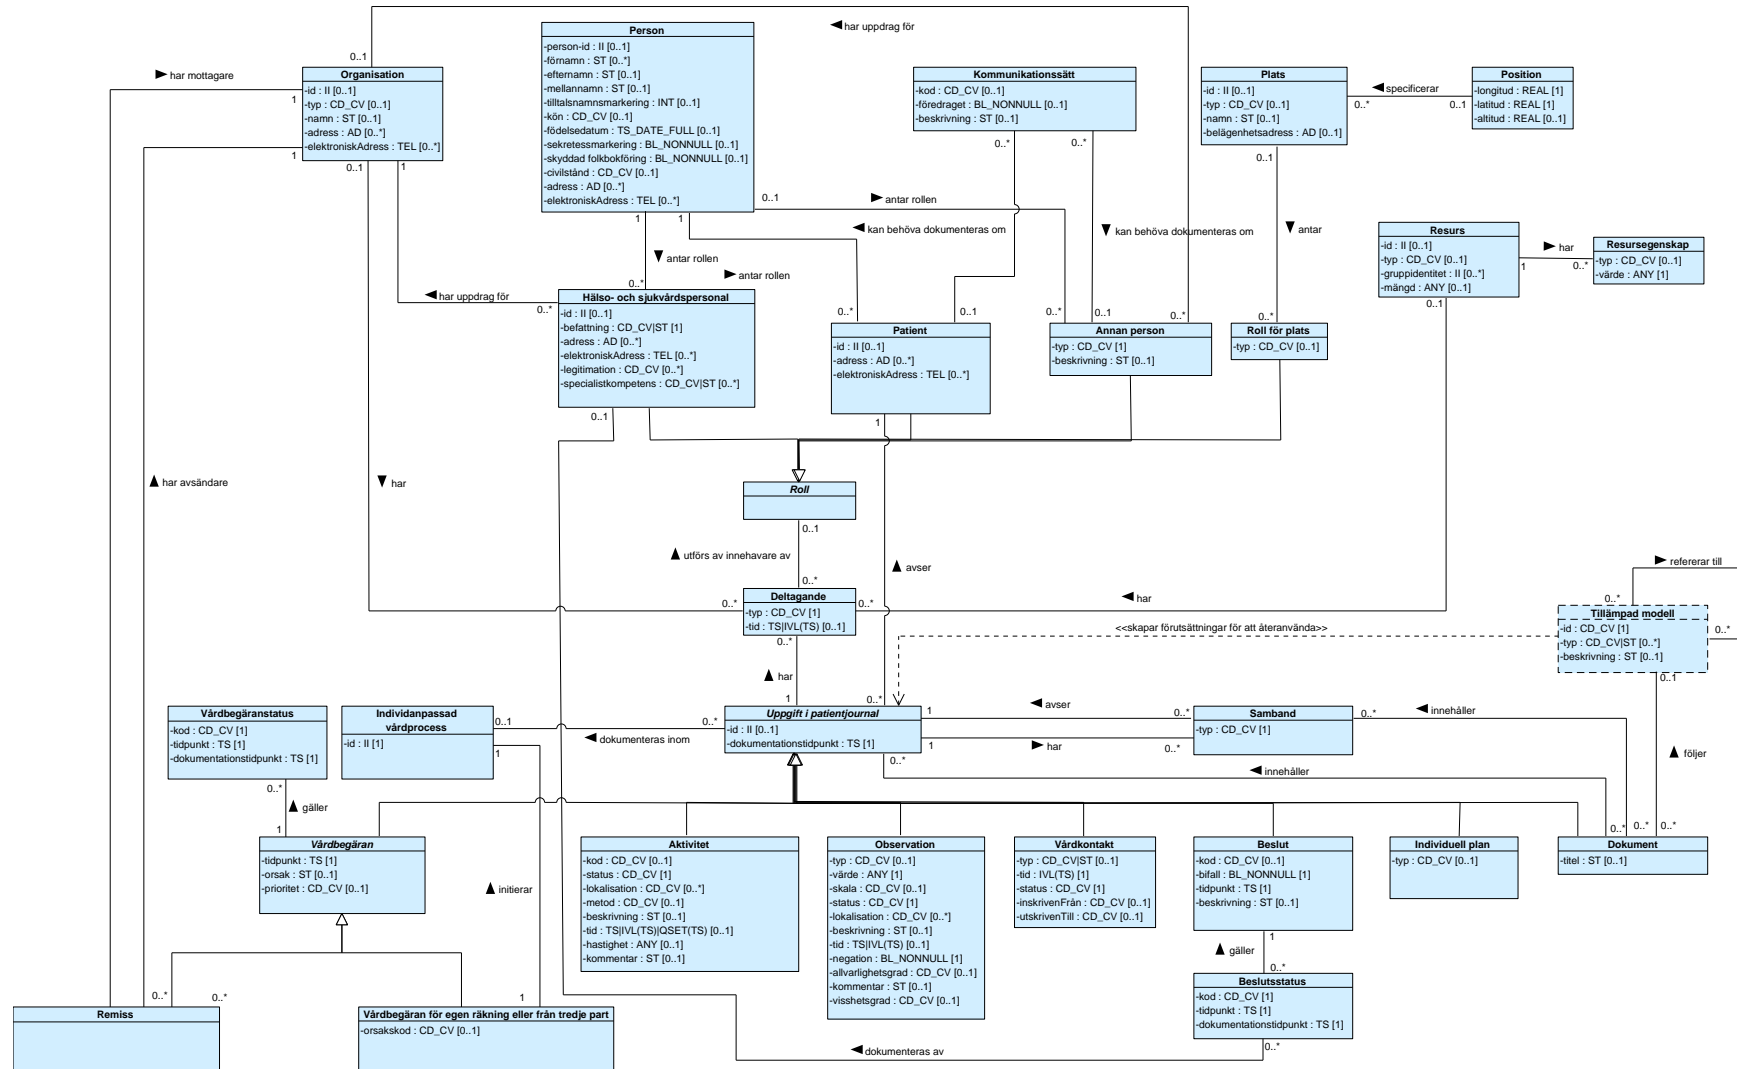 har uppdrag för
har mottagare
0..1
Organisation
-id : II [0..1]
-typ : CD_CV [0..1]
-namn : ST [0..1]
-adress : AD [0..*]
-elektroniskAdress : TEL [0..*]
1
1
0..1
1
Person
-person-id : II [0..1]
-förnamn : ST [0..*]
-efternamn : ST [0..1]
-mellannamn : ST [0..1]
-tilltalsnamnsmarkering : INT [0..1]
-kön : CD_CV [0..1]
-födelsedatum : TS_DATE_FULL [0..1]
-sekretessmarkering : BL_NONNULL [0..1]
-skyddad folkbokföring : BL_NONNULL [0..1]
-civilstånd : CD_CV [0..1]
-adress : AD [0..*]
-elektroniskAdress : TEL [0..*]
1
1
0..1
antar rollen
Kommunikationssätt
-kod : CD_CV [0..1]
-föredraget : BL_NONNULL [0..1]
-beskrivning : ST [0..1]
0..*
0..*
Plats
-id : II [0..1]
-typ : CD_CV [0..1]
-namn : ST [0..1]
-belägenhetsadress : AD [0..1]
specificerar
0..*
0..1
Position
-longitud : REAL [1]
-latitud : REAL [1]
-altitud : REAL [0..1]
0..1
antar
kan behöva dokumenteras om
kan behöva dokumenteras om
antar rollen
antar rollen
har uppdrag för
0..*
0..*
Resurs
-id : II [0..1]
-typ : CD_CV [0..1]
-gruppidentitet : II [0..*]
-mängd : ANY [0..1]
har
1
0..*
0..1
Resursegenskap
-typ : CD_CV [0..1]
-värde : ANY [1]
Hälso- och sjukvårdspersonal
-id : II [0..1]
-befattning : CD_CV|ST [1]
-adress : AD [0..*]
-elektroniskAdress : TEL [0..*]
-legitimation : CD_CV [0..*]
-specialistkompetens : CD_CV|ST [0..*]
0..1
0..*
0..1
Patient
-id : II [0..1]
-adress : AD [0..*]
-elektroniskAdress : TEL [0..*]
1
0..*
0..1
0..*
Annan person
-typ : CD_CV [1]
-beskrivning : ST [0..1]
0..*
Roll för plats
-typ : CD_CV [0..1]
har avsändare
har
Roll
0..1
utförs av innehavare av
avser
0..*
0..*
Deltagande
0..*
-typ : CD_CV [1]
-tid : TS|IVL(TS) [0..1]
0..*
har
har
1
0..*
<<skapar förutsättningar för att återanvända>>
refererar till
0..*
Tillämpad modell
-id : CD_CV [1]
-typ : CD_CV|ST [0..*]
-beskrivning : ST [0..1]
0..*
0..1
Vårdbegäranstatus
-kod : CD_CV [1]
-tidpunkt : TS [1]
-dokumentationstidpunkt : TS [1]
0..*
gäller
1
Individanpassad
vårdprocess
-id : II [1]
0..1
1
0..*
dokumenteras inom
Uppgift i patientjournal
-id : II [0..1]
-dokumentationstidpunkt : TS [1]
1
avser
0..*
1
har
0..*
0..*
Samband
-typ : CD_CV [1]
0..*
innehåller
innehåller
följer
0..*
0..*
0..*
Vårdbegäran
-tidpunkt : TS [1]
-orsak : ST [0..1]
-prioritet : CD_CV [0..1]
initierar
Aktivitet
-kod : CD_CV [0..1]
-status : CD_CV [1]
-lokalisation : CD_CV [0..*]
-metod : CD_CV [0..1]
-beskrivning : ST [0..1]
-tid : TS|IVL(TS)|QSET(TS) [0..1]
-hastighet : ANY [0..1]
-kommentar : ST [0..1]
Observation
-typ : CD_CV [0..1]
-värde : ANY [1]
-skala : CD_CV [0..1]
-status : CD_CV [1]
-lokalisation : CD_CV [0..*]
-beskrivning : ST [0..1]
-tid : TS|IVL(TS) [0..1]
-negation : BL_NONNULL [1]
-allvarlighetsgrad : CD_CV [0..1]
-kommentar : ST [0..1]
-visshetsgrad : CD_CV [0..1]
Vårdkontakt
-typ : CD_CV|ST [0..1]
-tid : IVL(TS) [1]
-status : CD_CV [1]
-inskrivenFrån : CD_CV [0..1]
-utskrivenTill : CD_CV [0..1]
Beslut
-kod : CD_CV [0..1]
-bifall : BL_NONNULL [1]
-tidpunkt : TS [1]
-beskrivning : ST [0..1]
1
gäller
0..*
Individuell plan
-typ : CD_CV [0..1]
Dokument
-titel : ST [0..1]
Beslutsstatus
-kod : CD_CV [1]
-tidpunkt : TS [1]
-dokumentationstidpunkt : TS [1]
0..*
dokumenteras av
0..*
0..*
Remiss
1
Vårdbegäran för egen räkning eller från tredje part
-orsakskod : CD_CV [0..1]